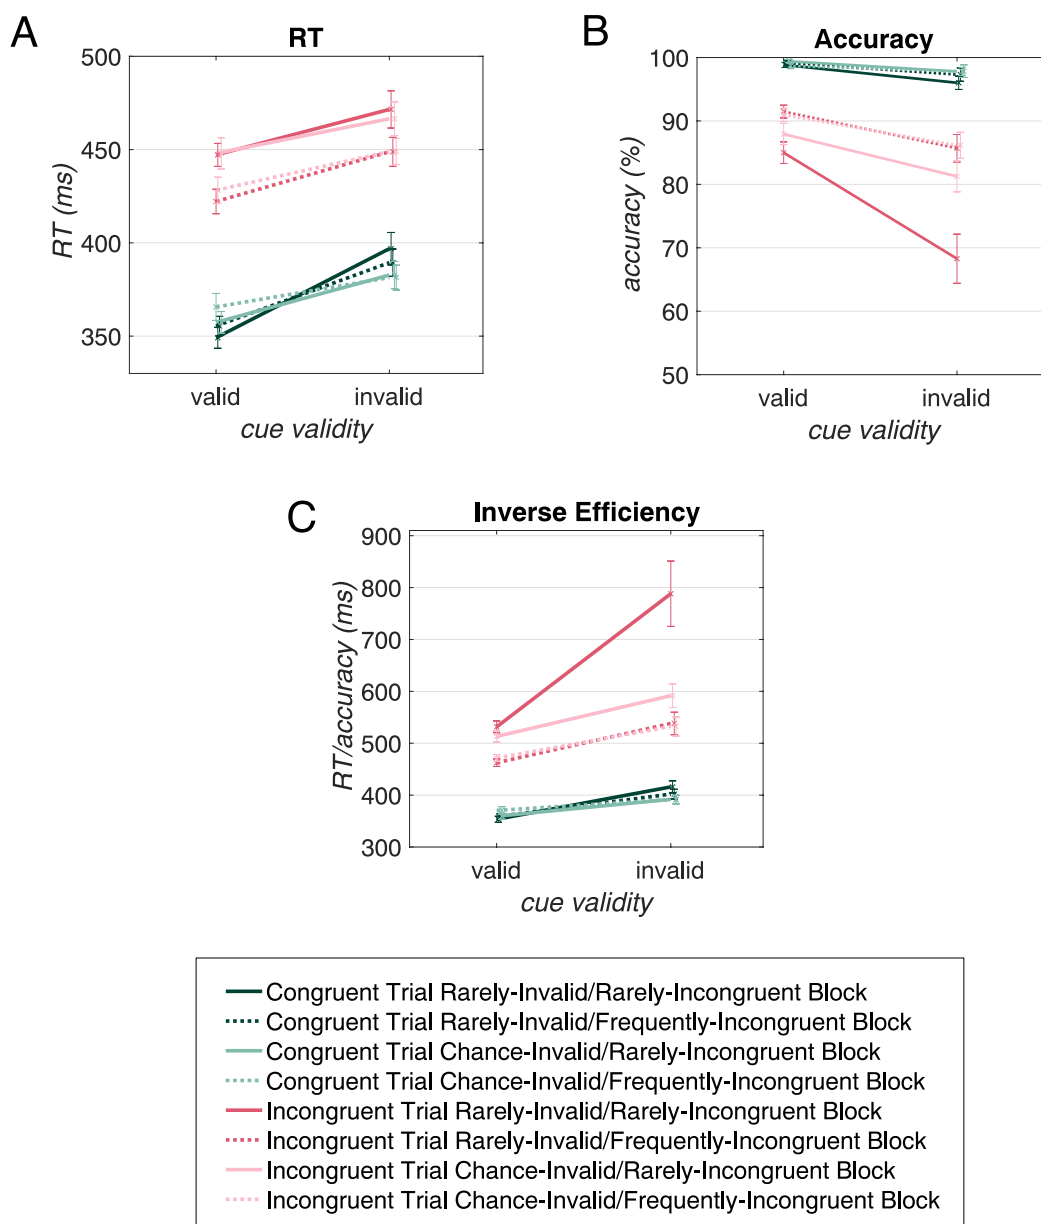 A
RT
500
450
400
350
RT (ms)
valid
invalid
cue validity
B
Accuracy
100
90
80
70
60
50
accuracy (%)
valid
invalid
cue validity
C
Inverse Efficiency
900
800
700
600
500
400
300
RT/accuracy (ms)
valid
invalid
cue validity
Congruent Trial Rarely-Invalid/Rarely-Incongruent Block
Congruent Trial Rarely-Invalid/Frequently-Incongruent Block
Congruent Trial Chance-Invalid/Rarely-Incongruent Block
Congruent Trial Chance-Invalid/Frequently-Incongruent Block
Incongruent Trial Rarely-Invalid/Rarely-Incongruent Block
Incongruent Trial Rarely-Invalid/Frequently-Incongruent Block
Incongruent Trial Chance-Invalid/Rarely-Incongruent Block
Incongruent Trial Chance-Invalid/Frequently-Incongruent Block